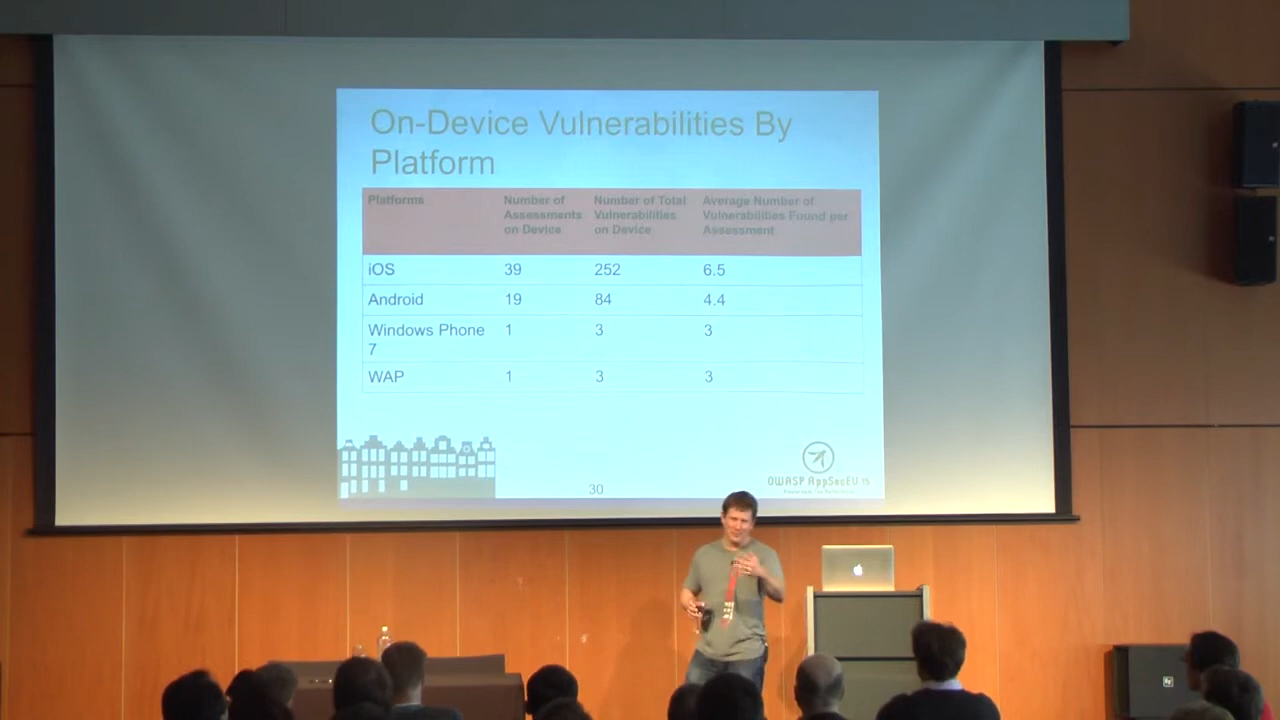 On-Device Vulnerabilities By
Platform
Platforms
Number of
Assessments
on Device
Number of Total
Vulnerabilities
on Device
Average Number of
Vulnerabilities Found per
Assessment
iOS 39 252 6.5
Android 19 84 4.4
Windows Phone
7
1 3 3
WAP 1 3 3
30
OWASP AppSecEU 15